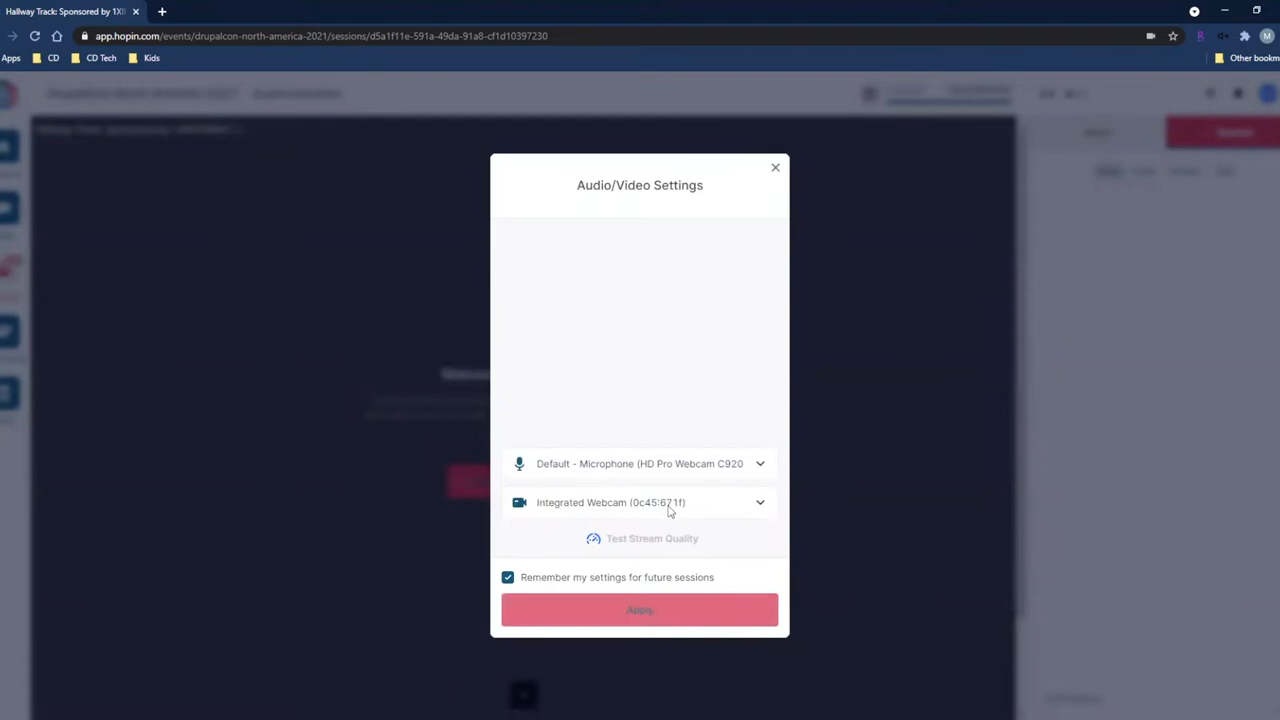 Hallway Track: Sponsored by 1XI
app.hopin.com/events/drupalcon-north-america-2021/sessions/d5a1f11e-591a-49da-91a8-cf1d10397230
M
Apps CD CD Tech Kids Other bookm
Audio/Video Settings
Default - Microphone (HD Pro Webcam C920
Integrated Webcam (0c45:671f)
Test Stream Quality
Remember my settings for future sessions
Apply